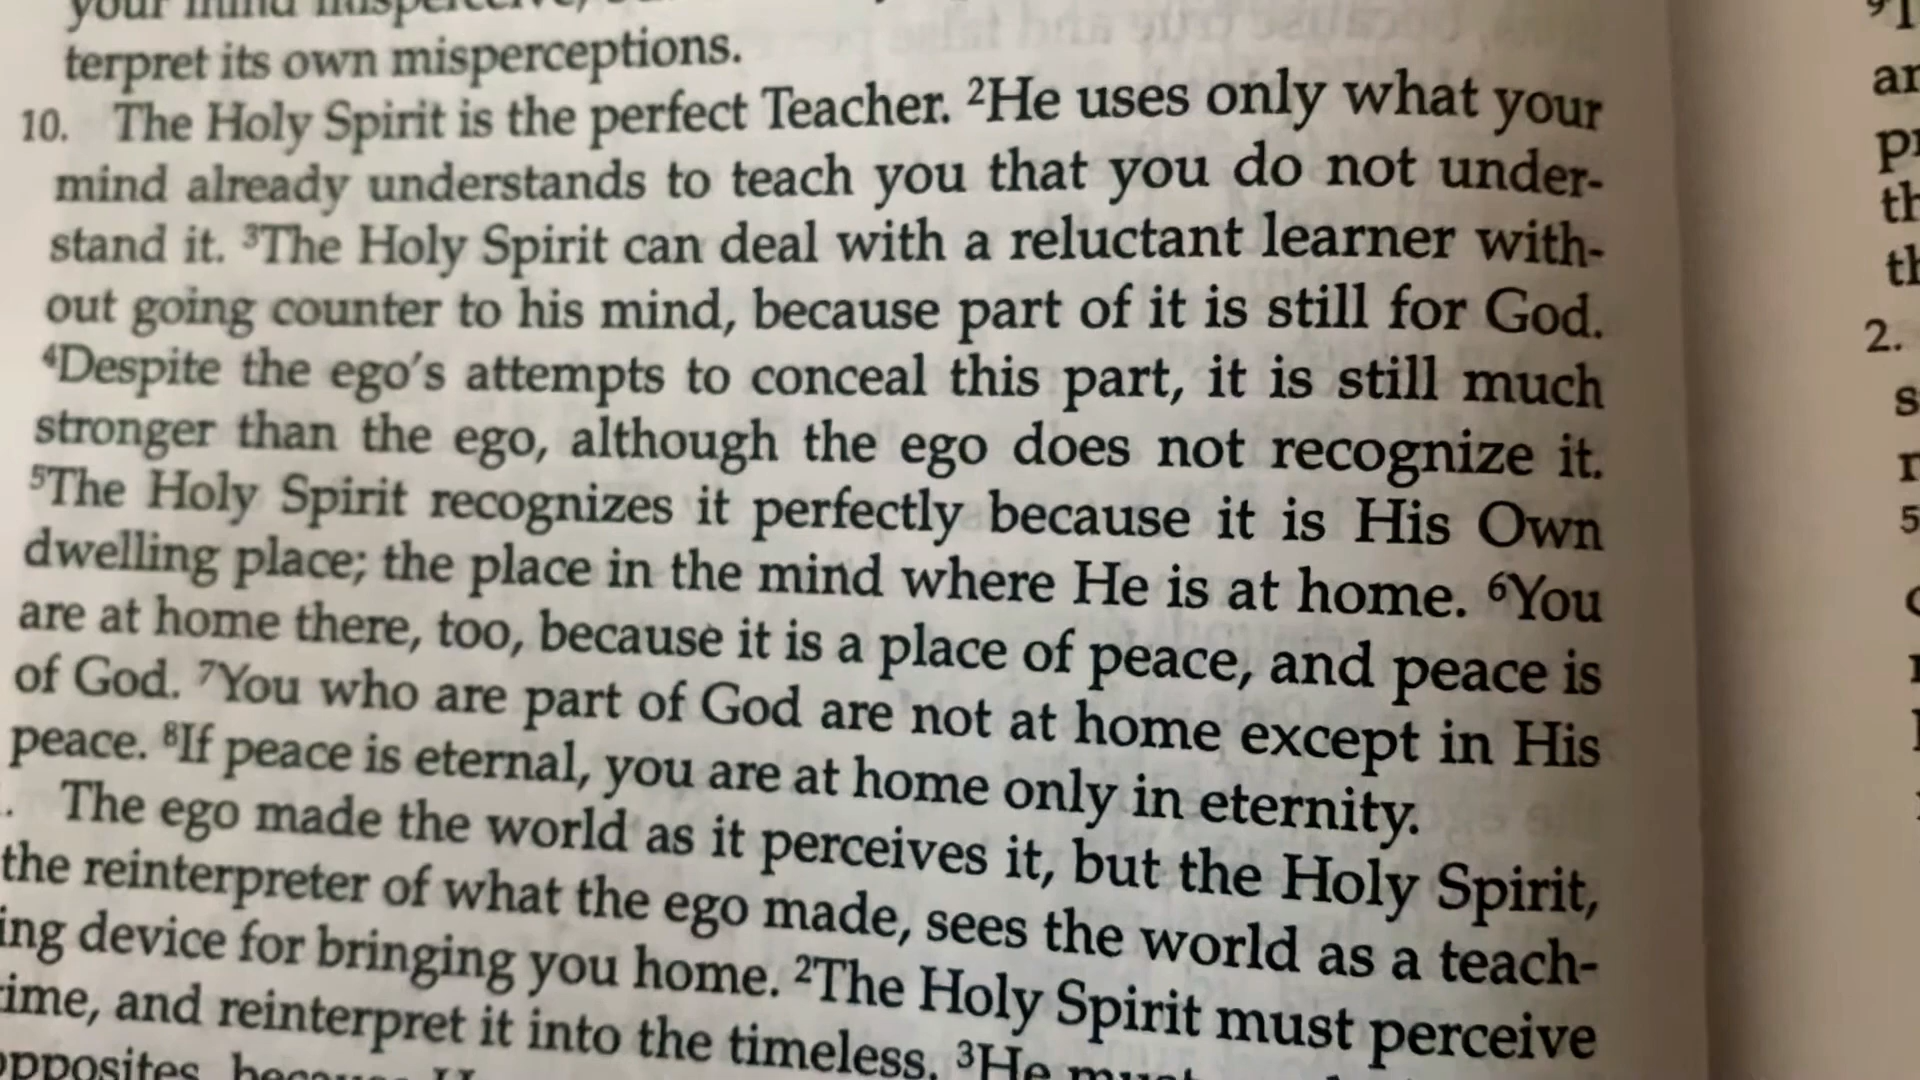 your mind
terpret its own misperceptions.
10. The Holy Spirit is the perfect Teacher. ²He uses only what your
mind already understands to teach you that you do not under-
stand it. ³The Holy Spirit can deal with a reluctant learner with-
out going counter to his mind, because part of it is still for God.
⁴Despite the ego's attempts to conceal this part, it is still much
stronger than the ego, although the ego does not recognize it.
⁵The Holy Spirit recognizes it perfectly because it is His Own
dwelling place; the place in the mind where He is at home. ⁶You
are at home there, too, because it is a place of peace, and peace is
of God. ⁷You who are part of God are not at home except in His
peace. ⁸If peace is eternal, you are at home only in eternity.
. The ego made the world as it perceives it, but the Holy Spirit,
the reinterpreter of what the ego made, sees the world as a teach-
ing device for bringing you home. ²The Holy Spirit must perceive
time, and reinterpret it into the timeless. ³He must
opposites
2.
5